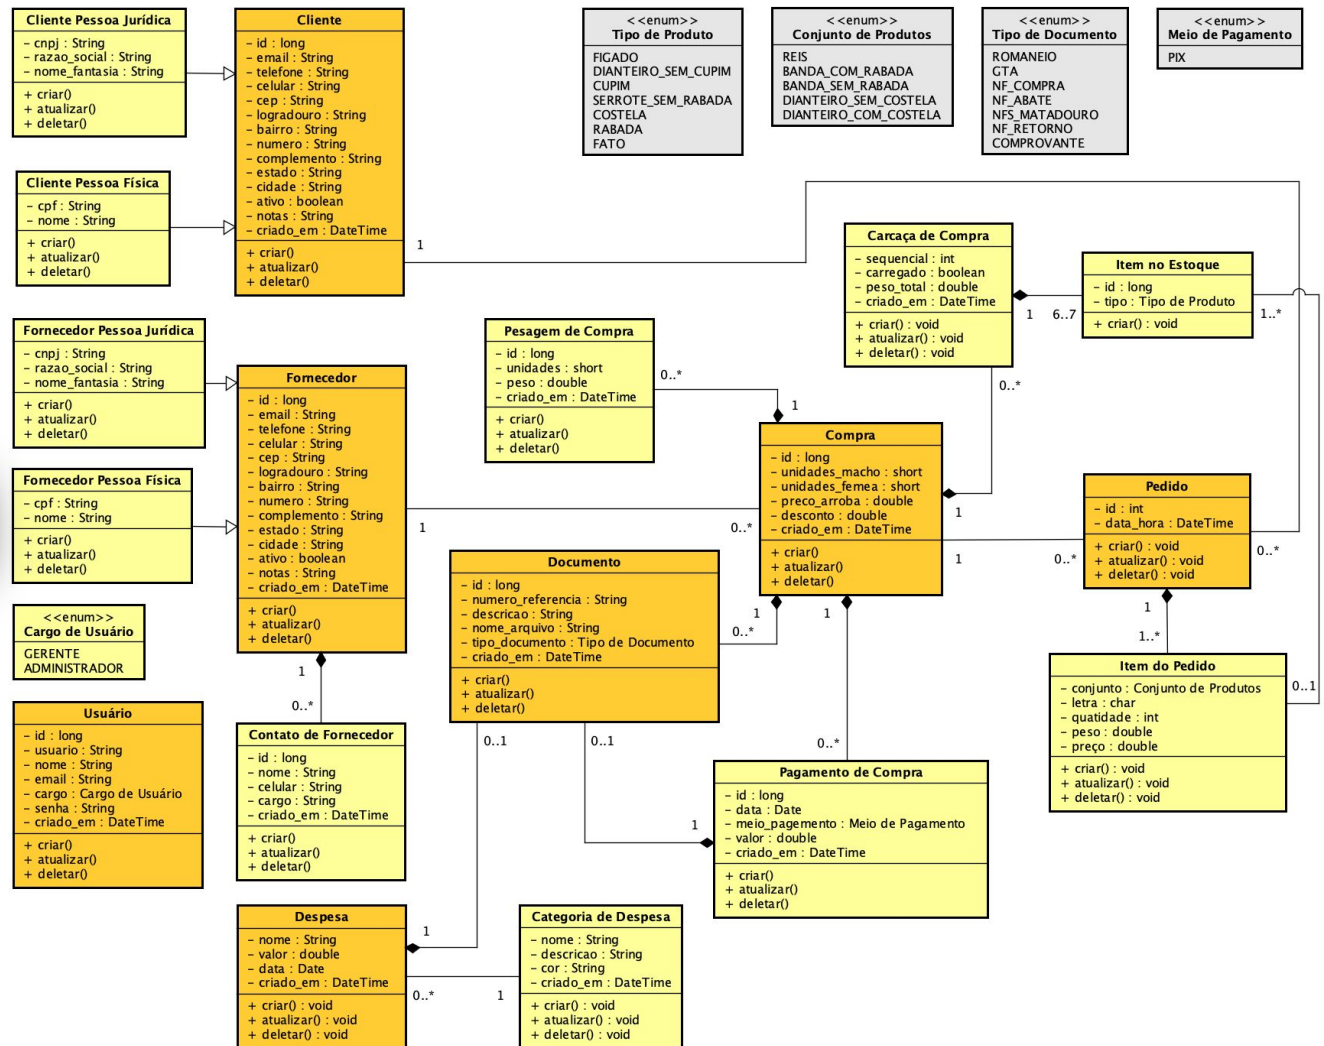 Cliente Pessoa Jurídica
– cnpj : String
– razao_social : String
– nome_fantasia : String
+ criar()
+ atualizar()
+ deletar()
Cliente
– id : long
– email : String
– telefone : String
– celular : String
– cep : String
– logradouro : String
– bairro : String
– numero : String
– complemento : String
– estado : String
– cidade : String
– ativo : boolean
– notas : String
– criado_em : DateTime
+ criar()
+ atualizar()
+ deletar()
1
<<enum>>
Tipo de Produto
FIGADO
DIANTEIRO_SEM_CUPIM
CUPIM
SERROTE_SEM_RABADA
COSTELA
RABADA
FATO
<<enum>>
Conjunto de Produtos
REIS
BANDA_COM_RABADA
BANDA_SEM_RABADA
DIANTEIRO_SEM_COSTELA
DIANTEIRO_COM_COSTELA
<<enum>>
Tipo de Documento
ROMANEIO
GTA
NF_COMPRA
NF_ABATE
NFS_MATADOURO
NF_RETORNO
COMPROVANTE
<<enum>>
Meio de Pagamento
PIX
Cliente Pessoa Física
– cpf : String
– nome : String
+ criar()
+ atualizar()
+ deletar()
Carcaça de Compra
– sequencial : int
– carregado : boolean
– peso_total : double
– criado_em : DateTime
+ criar() : void
+ atualizar() : void
+ deletar() : void
1
6..7
0..*
Item no Estoque
– id : long
– tipo : Tipo de Produto
+ criar() : void
1..*
Fornecedor Pessoa Jurídica
– cnpj : String
– razao_social : String
– nome_fantasia : String
+ criar()
+ atualizar()
+ deletar()
Pesagem de Compra
– id : long
– unidades : short
– peso : double
– criado_em : DateTime
+ criar()
+ atualizar()
+ deletar()
0..*
1
Fornecedor
– id : long
– email : String
– telefone : String
– celular : String
– cep : String
– logradouro : String
– bairro : String
– numero : String
– complemento : String
– estado : String
– cidade : String
– ativo : boolean
– notas : String
– criado_em : DateTime
+ criar()
+ atualizar()
+ deletar()
1
0..*
1
0..*
Compra
– id : long
– unidades_macho : short
– unidades_femea : short
– preco_arroba : double
– desconto : double
– criado_em : DateTime
+ criar()
+ atualizar()
+ deletar()
1
1
0..*
1
1
Pedido
– id : int
– data_hora : DateTime
+ criar() : void
+ atualizar() : void
+ deletar() : void
0..*
1
1..*
Fornecedor Pessoa Física
– cpf : String
– nome : String
+ criar()
+ atualizar()
+ deletar()
Documento
– id : long
– numero_referencia : String
– descricao : String
– nome_arquivo : String
– tipo_documento : Tipo de Documento
– criado_em : DateTime
+ criar()
+ atualizar()
+ deletar()
0..*
0..1
0..1
<<enum>>
Cargo de Usuário
GERENTE
ADMINISTRADOR
Item do Pedido
– conjunto : Conjunto de Produtos
– letra : char
– quatidade : int
– peso : double
– preço : double
+ criar() : void
+ atualizar() : void
+ deletar() : void
0..1
Usuário
– id : long
– usuario : String
– nome : String
– email : String
– cargo : Cargo de Usuário
– senha : String
– criado_em : DateTime
+ criar()
+ atualizar()
+ deletar()
Contato de Fornecedor
– id : long
– nome : String
– celular : String
– cargo : String
– criado_em : DateTime
+ criar()
+ atualizar()
+ deletar()
0..*
1
Pagamento de Compra
– id : long
– data : Date
– meio_pagemento : Meio de Pagamento
– valor : double
– criado_em : DateTime
+ criar()
+ atualizar()
+ deletar()
Despesa
– nome : String
– valor : double
– data : Date
– criado_em : DateTime
+ criar() : void
+ atualizar() : void
+ deletar() : void
1
0..*
1
Categoria de Despesa
– nome : String
– descricao : String
– cor : String
– criado_em : DateTime
+ criar() : void
+ atualizar() : void
+ deletar() : void